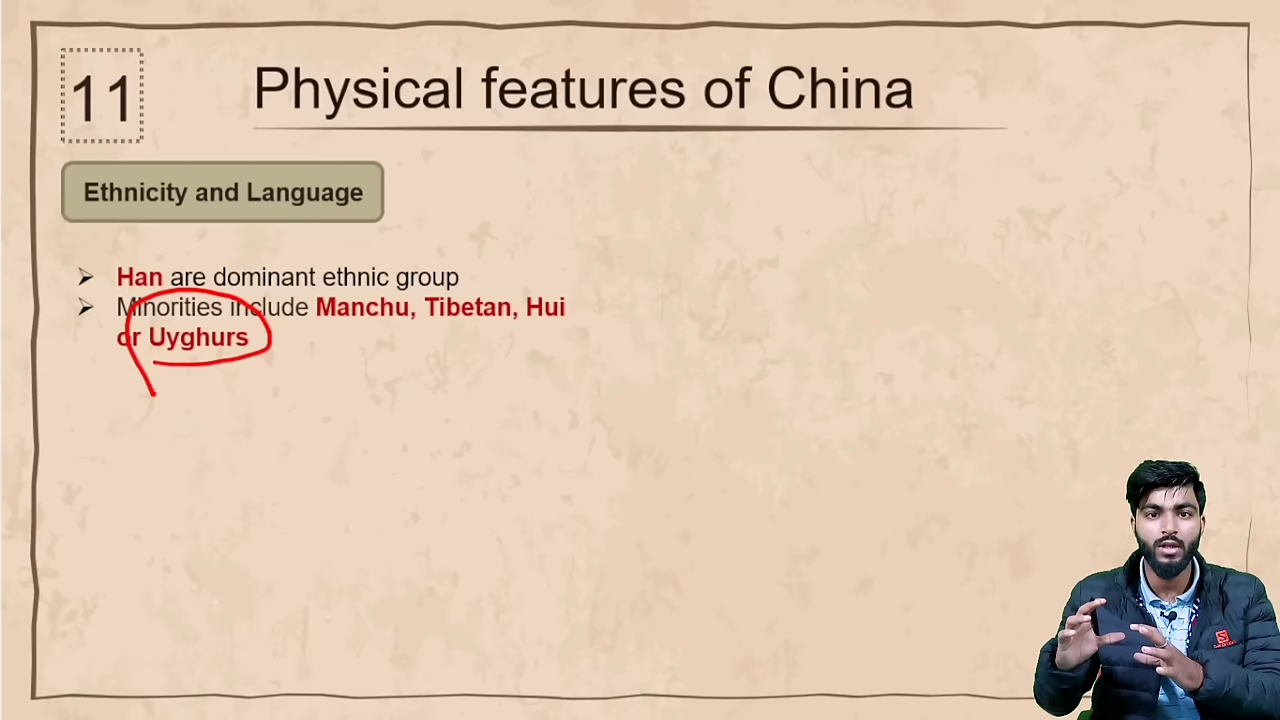 11
Physical features of China
Ethnicity and Language
Han are dominant ethnic group
Minorities include Manchu, Tibetan, Hui
or Uyghurs